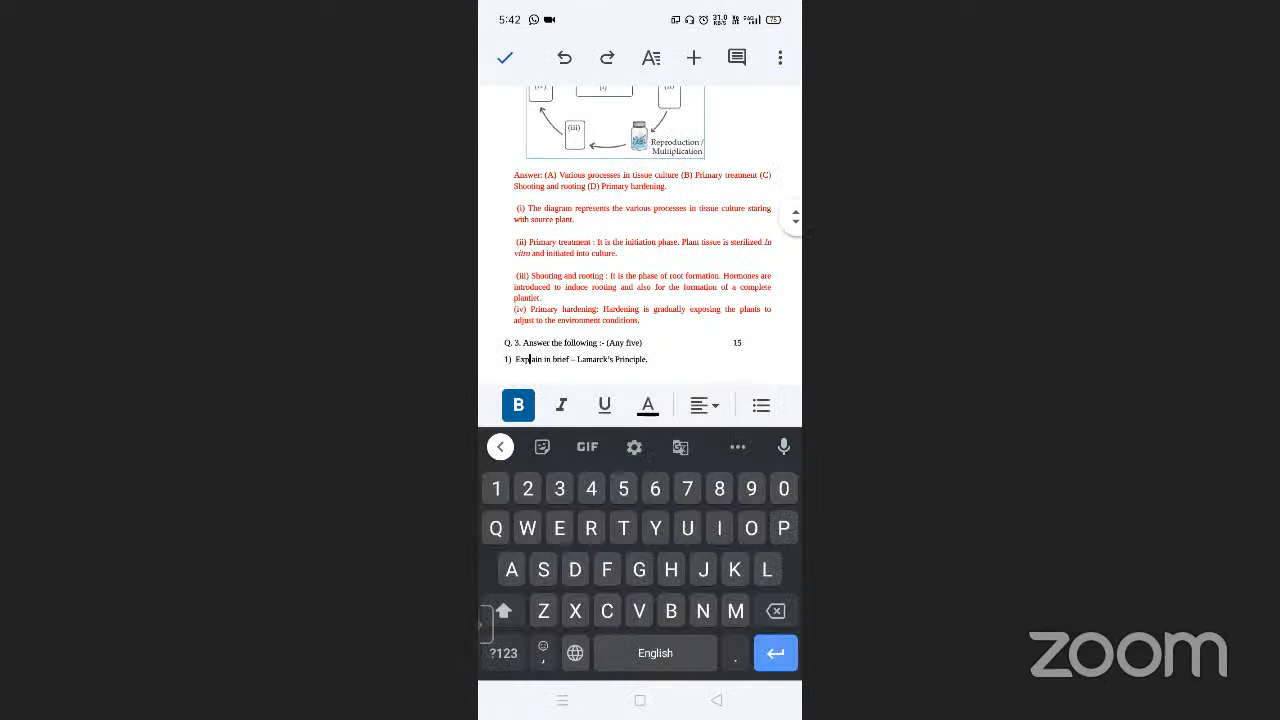 5:42 31.0 KB/S 75
(iv) (i) (ii)
(iii)
Reproduction /
Multiplication
Answer: (A) Various processes in tissue culture (B) Primary treatment (C)
Shooting and rooting (D) Primary hardening.
(i) The diagram represents the various processes in tissue culture staring
with source plant.
(ii) Primary treatment : It is the initiation phase. Plant tissue is sterilized In
vitro and initiated into culture.
(iii) Shooting and rooting : It is the phase of root formation. Hormones are
introduced to induce rooting and also for the formation of a complete
plantlet.
(iv) Primary hardening: Hardening is gradually exposing the plants to
adjust to the environment conditions.
Q. 3. Answer the following :- (Any five) 15
1) Explain in brief – Lamarck's Principle.
B I U A
GIF
1 2 3 4 5 6 7 8 9 0
Q W E R T Y U I O P
A S D F G H J K L
Z X C V B N M
?123 , English .
zoom